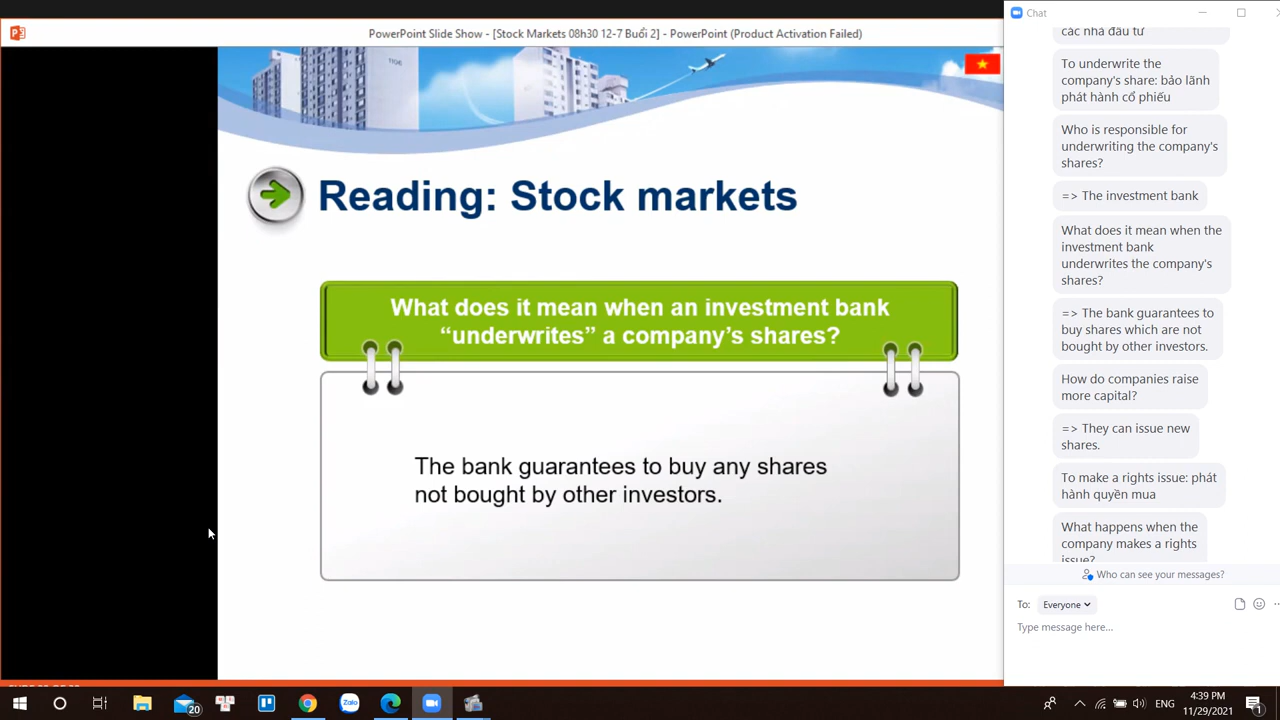 PowerPoint Slide Show - [Stock Markets 08h30 12-7 Buổi 2] - PowerPoint (Product Activation Failed)
Reading: Stock markets
What does it mean when an investment bank
“underwrites” a company’s shares?
The bank guarantees to buy any shares
not bought by other investors.
Chat
các nhà đầu tư
To underwrite the
company's share: bảo lãnh
phát hành cổ phiếu
Who is responsible for
underwriting the company's
shares?
=> The investment bank
What does it mean when the
investment bank
underwrites the company's
shares?
=> The bank guarantees to
buy shares which are not
bought by other investors.
How do companies raise
more capital?
=> They can issue new
shares.
To make a rights issue: phát
hành quyền mua
What happens when the
company makes a rights
issue?
Who can see your messages?
To: Everyone
Type message here...
20
Zalo
ENG
4:39 PM
11/29/2021
1